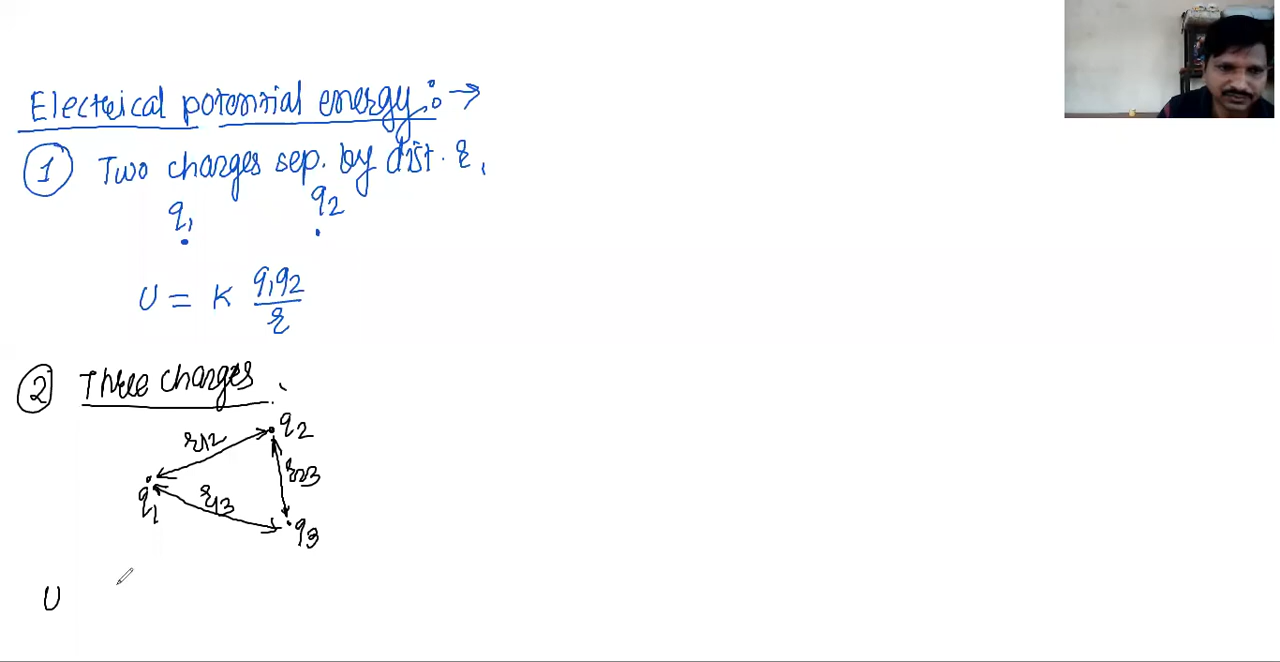 Electrical potential energy :→
① Two charges sep. by dist. r.
q₁ q₂
U = K q₁q₂/r
② Three charges.
q₂
r₁₂
r₂₃
r₁₃
q₁
q₃
U